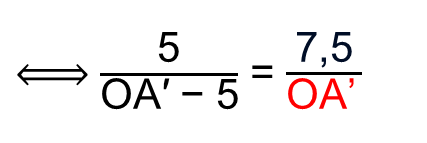 ⟺ 5 / (OA′ − 5) = 7,5 / OA’